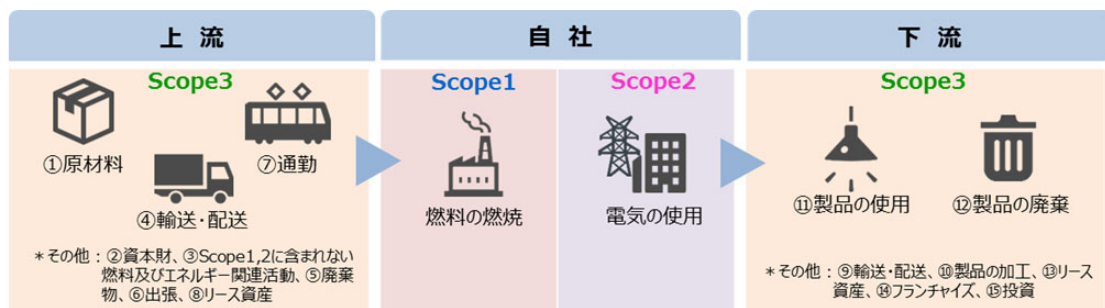 上流
Scope3
①原材料
⑦通勤
④輸送・配送
＊その他：②資本財、③Scope1,2に含まれない
燃料及びエネルギー関連活動、⑤廃棄
物、⑥出張、⑧リース資産
自社
Scope1
燃料の燃焼
Scope2
電気の使用
下流
Scope3
⑪製品の使用
⑫製品の廃棄
＊その他：⑨輸送・配送、⑩製品の加工、⑬リース
資産、⑭フランチャイズ、⑮投資